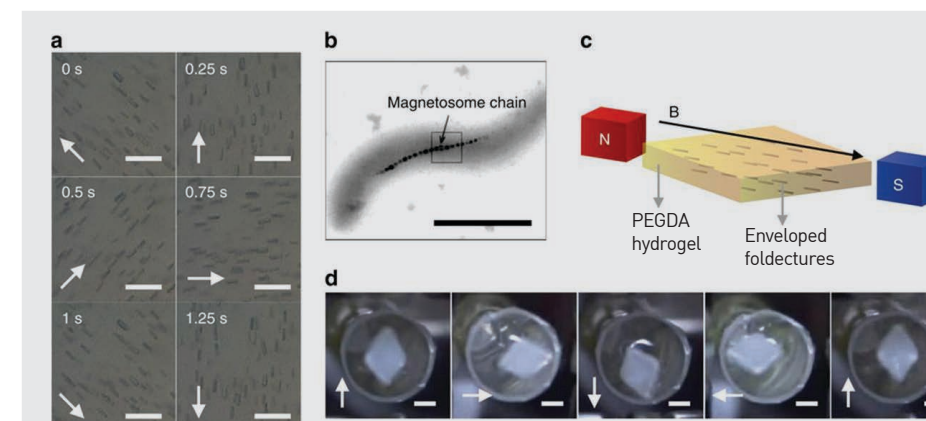 a
0 s
0.25 s
0.5 s
0.75 s
1 s
1.25 s
b
Magnetosome chain
c
N
B
S
PEGDA
hydrogel
Enveloped
foldectures
d